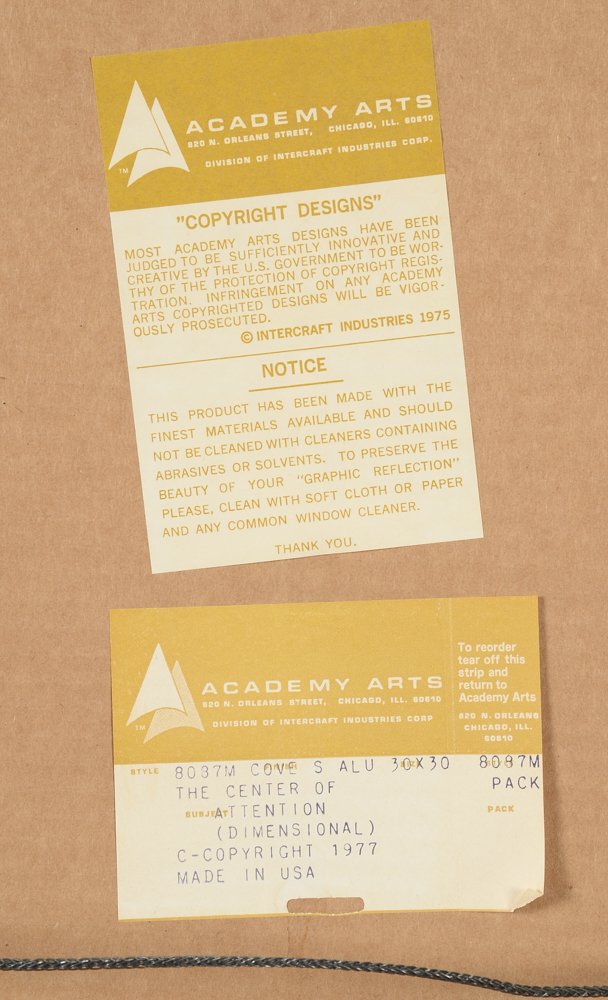 ACADEMY ARTS
820 N. ORLEANS STREET, CHICAGO, ILL. 60610
DIVISION OF INTERCRAFT INDUSTRIES CORP.
TM
"COPYRIGHT DESIGNS"
MOST ACADEMY ARTS DESIGNS HAVE BEEN
JUDGED TO BE SUFFICIENTLY INNOVATIVE AND
CREATIVE BY THE U.S. GOVERNMENT TO BE WOR-
THY OF THE PROTECTION OF COPYRIGHT REGIS-
TRATION. INFRINGEMENT ON ANY ACADEMY
ARTS COPYRIGHTED DESIGNS WILL BE VIGOR-
OUSLY PROSECUTED.
© INTERCRAFT INDUSTRIES 1975
NOTICE
THIS PRODUCT HAS BEEN MADE WITH THE
FINEST MATERIALS AVAILABLE AND SHOULD
NOT BE CLEANED WITH CLEANERS CONTAINING
ABRASIVES OR SOLVENTS. TO PRESERVE THE
BEAUTY OF YOUR "GRAPHIC REFLECTION"
PLEASE, CLEAN WITH SOFT CLOTH OR PAPER
AND ANY COMMON WINDOW CLEANER.
THANK YOU.
ACADEMY ARTS
820 N. ORLEANS STREET, CHICAGO, ILL. 60610
DIVISION OF INTERCRAFT INDUSTRIES CORP
TM
To reorder
tear off this
strip and
return to
Academy Arts
820 N. ORLEANS
CHICAGO, ILL.
60610
STYLE 8087M COVE S ALU 30X30 8087M
THE CENTER OF PACK
SUBJECT ATTENTION PACK
(DIMENSIONAL)
C-COPYRIGHT 1977
MADE IN USA